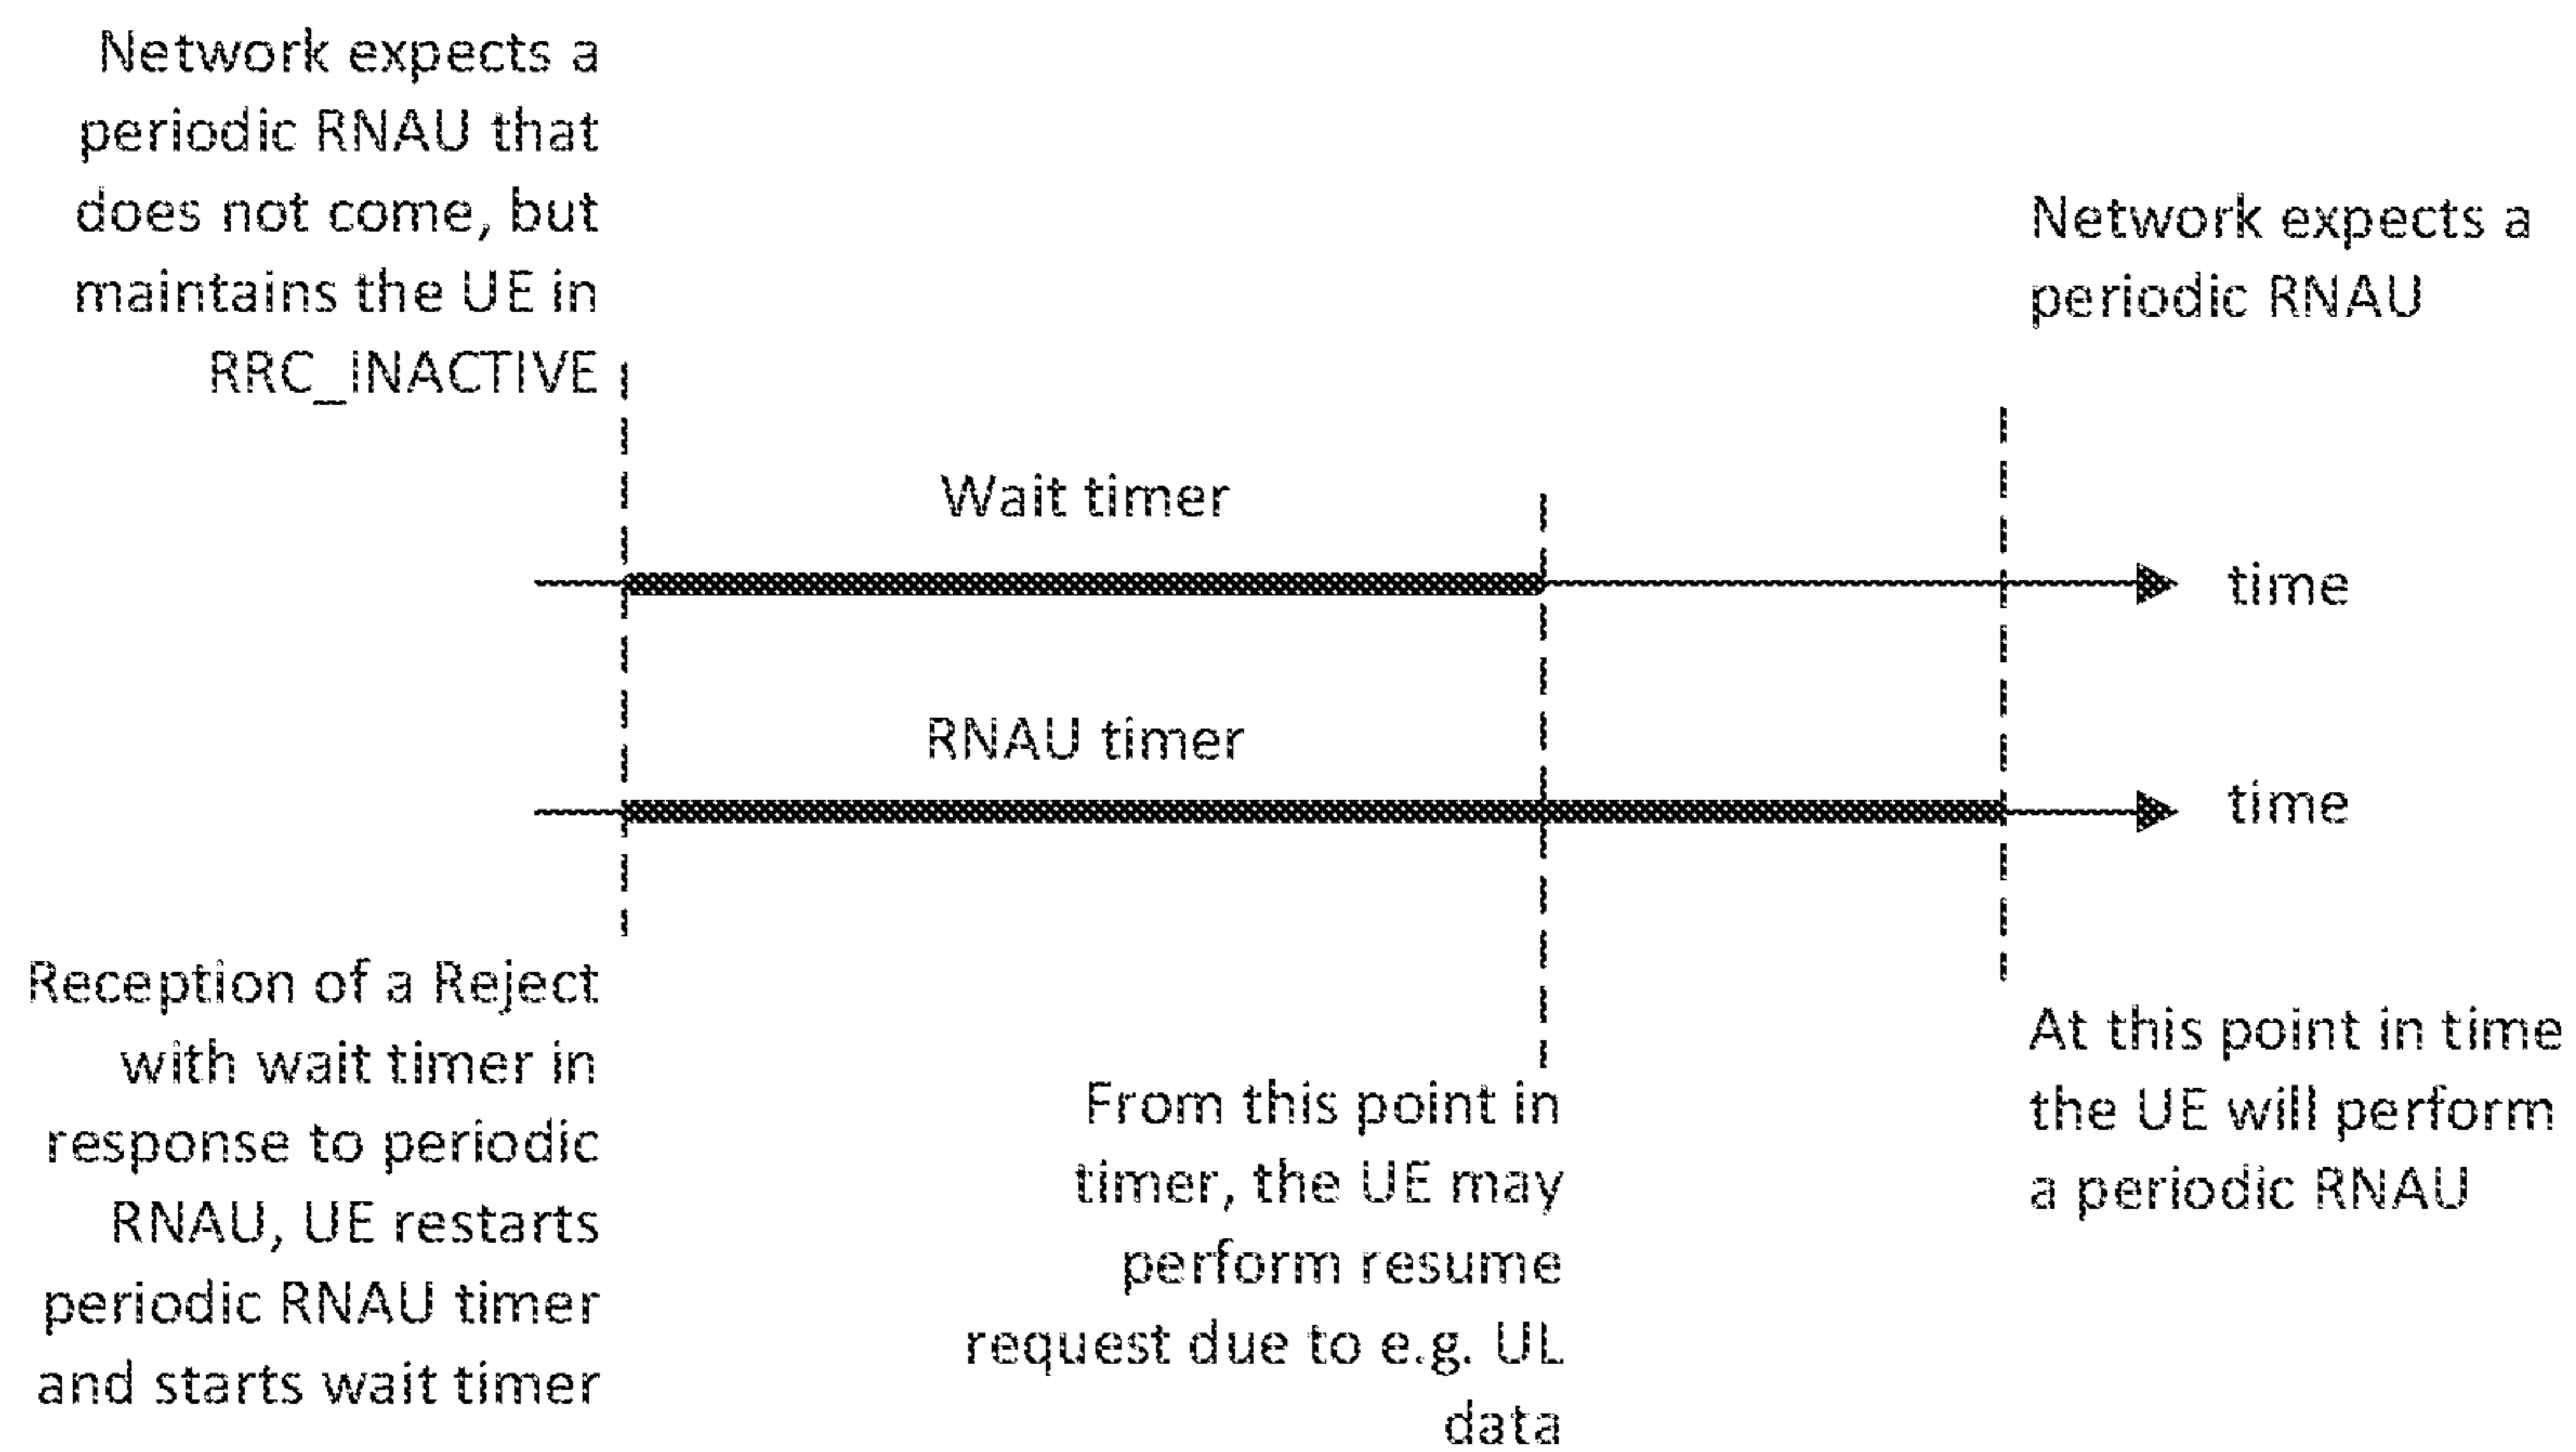 Network expects a
periodic RNAU that
does not come, but
maintains the UE in
RRC_INACTIVE
Network expects a
periodic RNAU
Wait timer
time
RNAU timer
time
Reception of a Reject
with wait timer in
response to periodic
RNAU, UE restarts
periodic RNAU timer
and starts wait timer
From this point in
timer, the UE may
perform resume
request due to e.g. UL
data
At this point in time
the UE will perform
a periodic RNAU